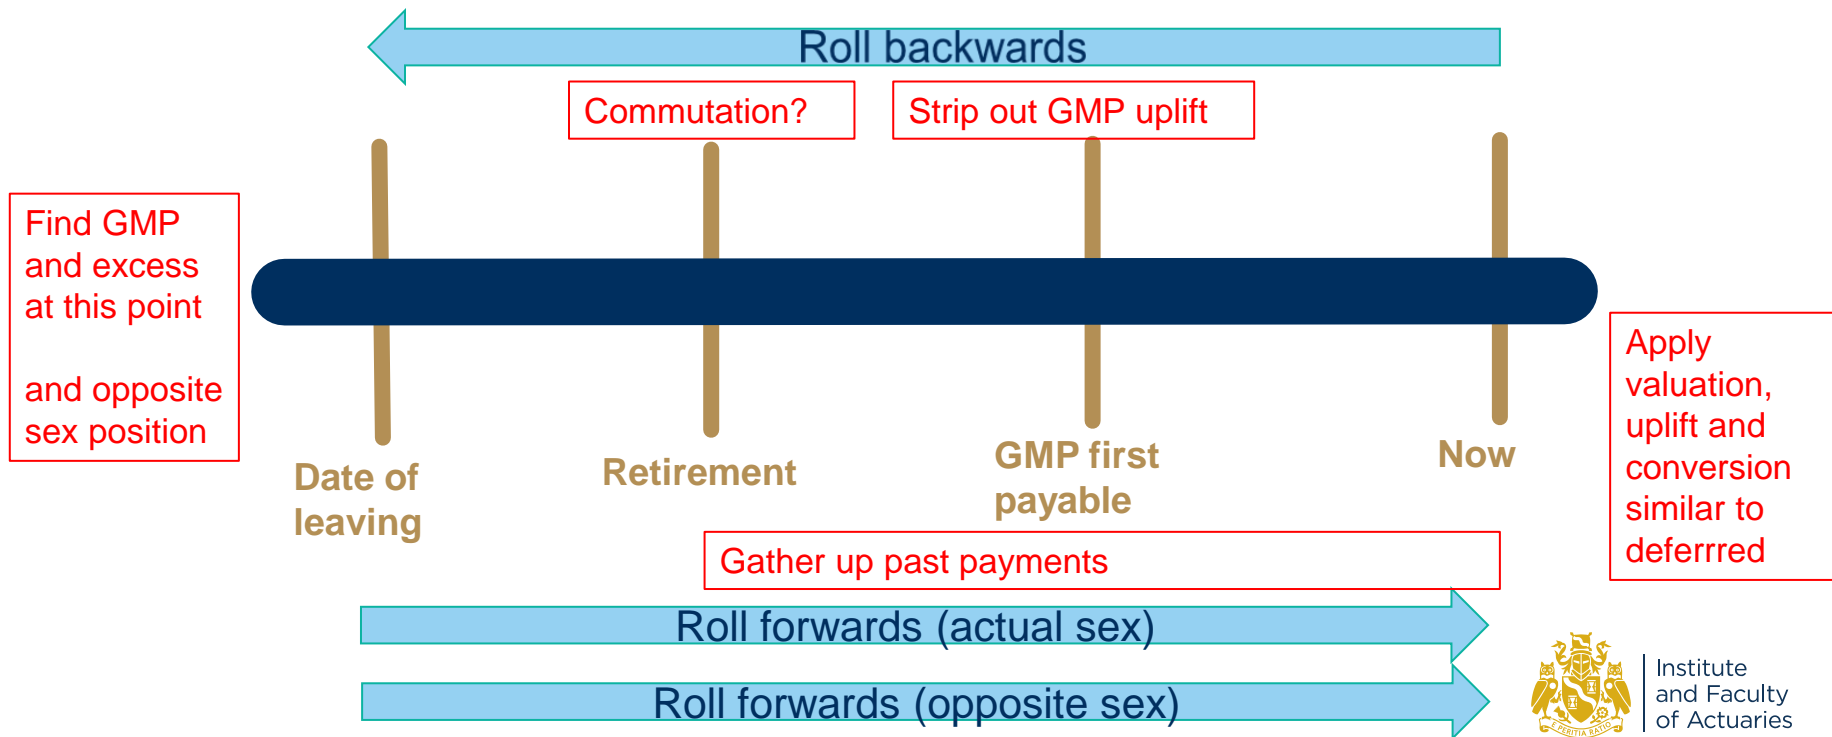 Roll backwards
Commutation?
Strip out GMP uplift
Find GMP
and excess
at this point
and opposite
sex position
Apply
valuation,
uplift and
conversion
similar to
deferrred
Date of
leaving
Retirement
GMP first
payable
Now
Gather up past payments
Roll forwards (actual sex)
Roll forwards (opposite sex)
E PERITIA RATIO
Institute
and Faculty
of Actuaries